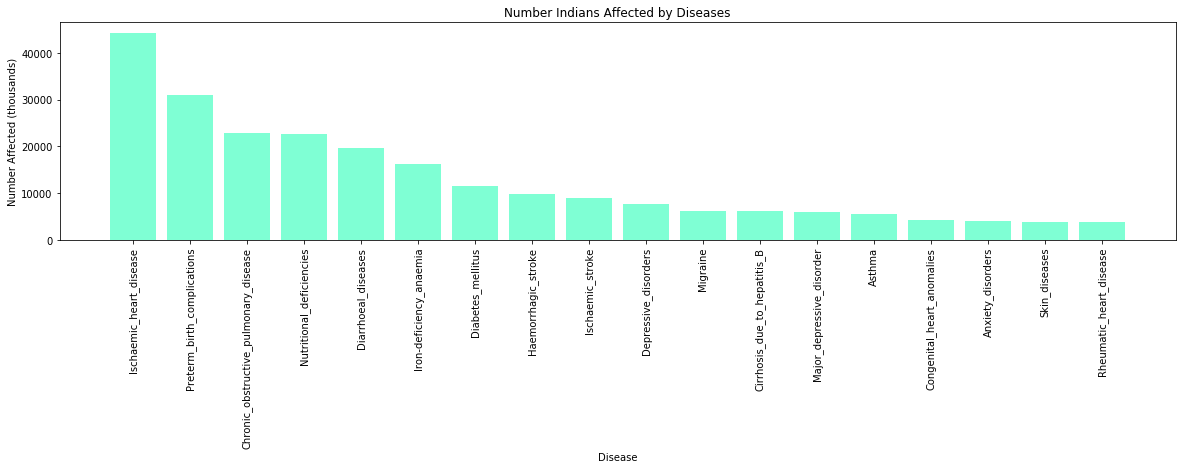 Number Indians Affected by Diseases
Number Affected (thousands)
40000
30000
20000
10000
0
Ischaemic_heart_disease
Preterm_birth_complications
Chronic_obstructive_pulmonary_disease
Nutritional_deficiencies
Diarrhoeal_diseases
Iron-deficiency_anaemia
Diabetes_mellitus
Haemorrhagic_stroke
Ischaemic_stroke
Depressive_disorders
Migraine
Cirrhosis_due_to_hepatitis_B
Major_depressive_disorder
Asthma
Congenital_heart_anomalies
Anxiety_disorders
Skin_diseases
Rheumatic_heart_disease
Disease